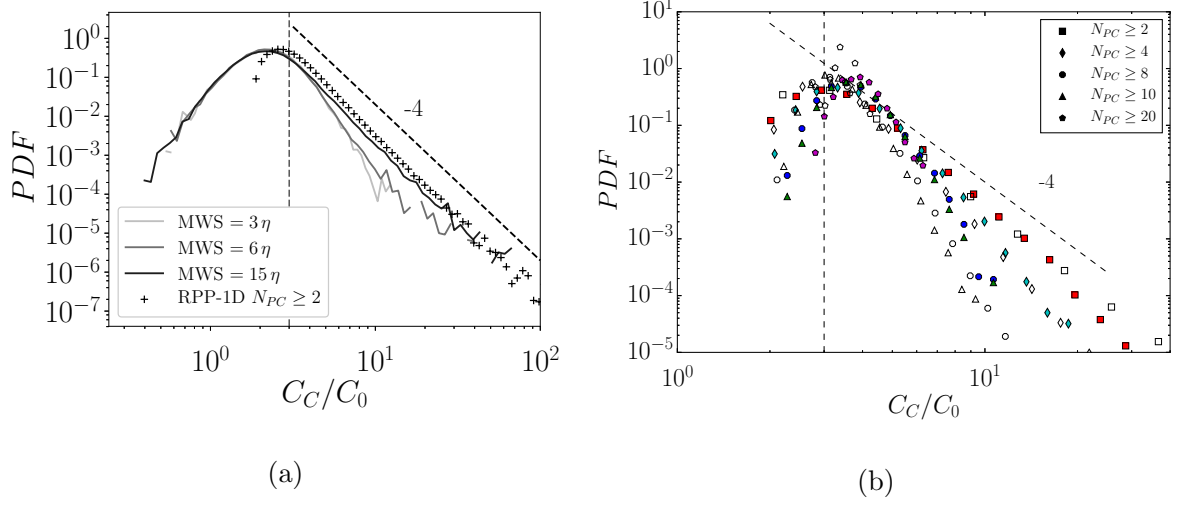 10^0
10^-1
10^-2
10^-3
10^-4
10^-5
10^-6
10^-7
PDF
-4
MWS = 3 η
MWS = 6 η
MWS = 15 η
RPP-1D N_PC ≥ 2
10^0
10^1
10^2
C_C/C_0
(a)
10^1
10^0
10^-1
10^-2
10^-3
10^-4
10^-5
PDF
N_PC ≥ 2
N_PC ≥ 4
N_PC ≥ 8
N_PC ≥ 10
N_PC ≥ 20
-4
10^0
10^1
C_C/C_0
(b)